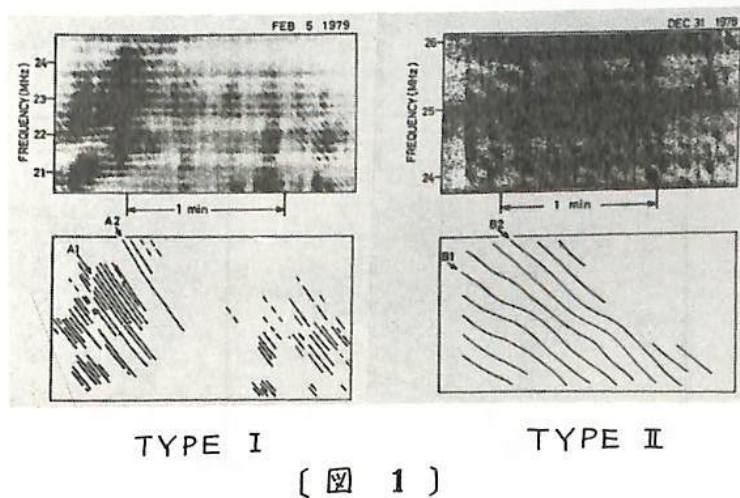 FEB 5 1979
FREQUENCY (MHz)
24
23
22
21
1 min
A2
A1
TYPE I
DEC 31 1978
FREQUENCY (MHz)
26
25
24
1 min
B2
B1
TYPE II
〔図 1〕